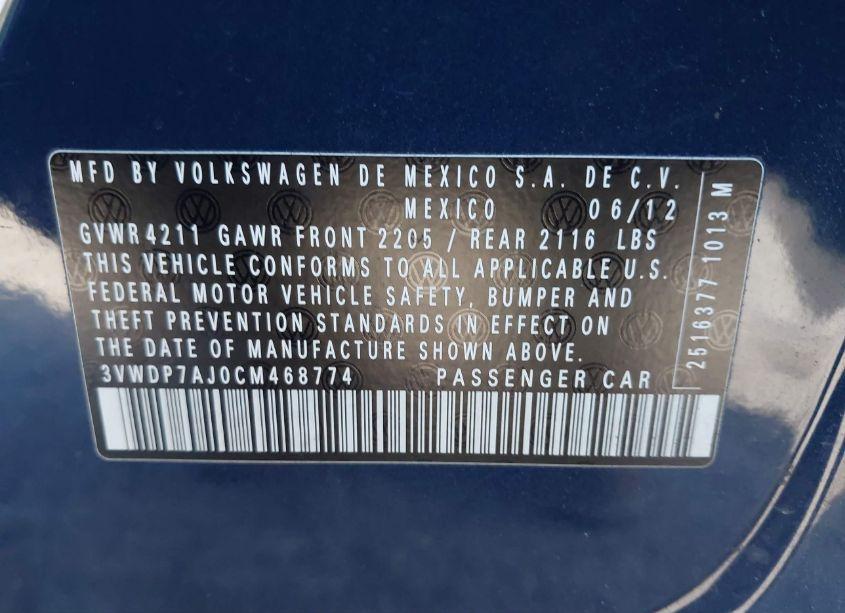 MFD BY VOLKSWAGEN DE MEXICO S.A. DE C.V.
MEXICO 06/12
GVWR4211 GAWR FRONT 2205 / REAR 2116 LBS
THIS VEHICLE CONFORMS TO ALL APPLICABLE U.S.
FEDERAL MOTOR VEHICLE SAFETY, BUMPER AND
THEFT PREVENTION STANDARDS IN EFFECT ON
THE DATE OF MANUFACTURE SHOWN ABOVE.
3VWDP7AJ0CM468774 PASSENGER CAR
2516377 1013 M